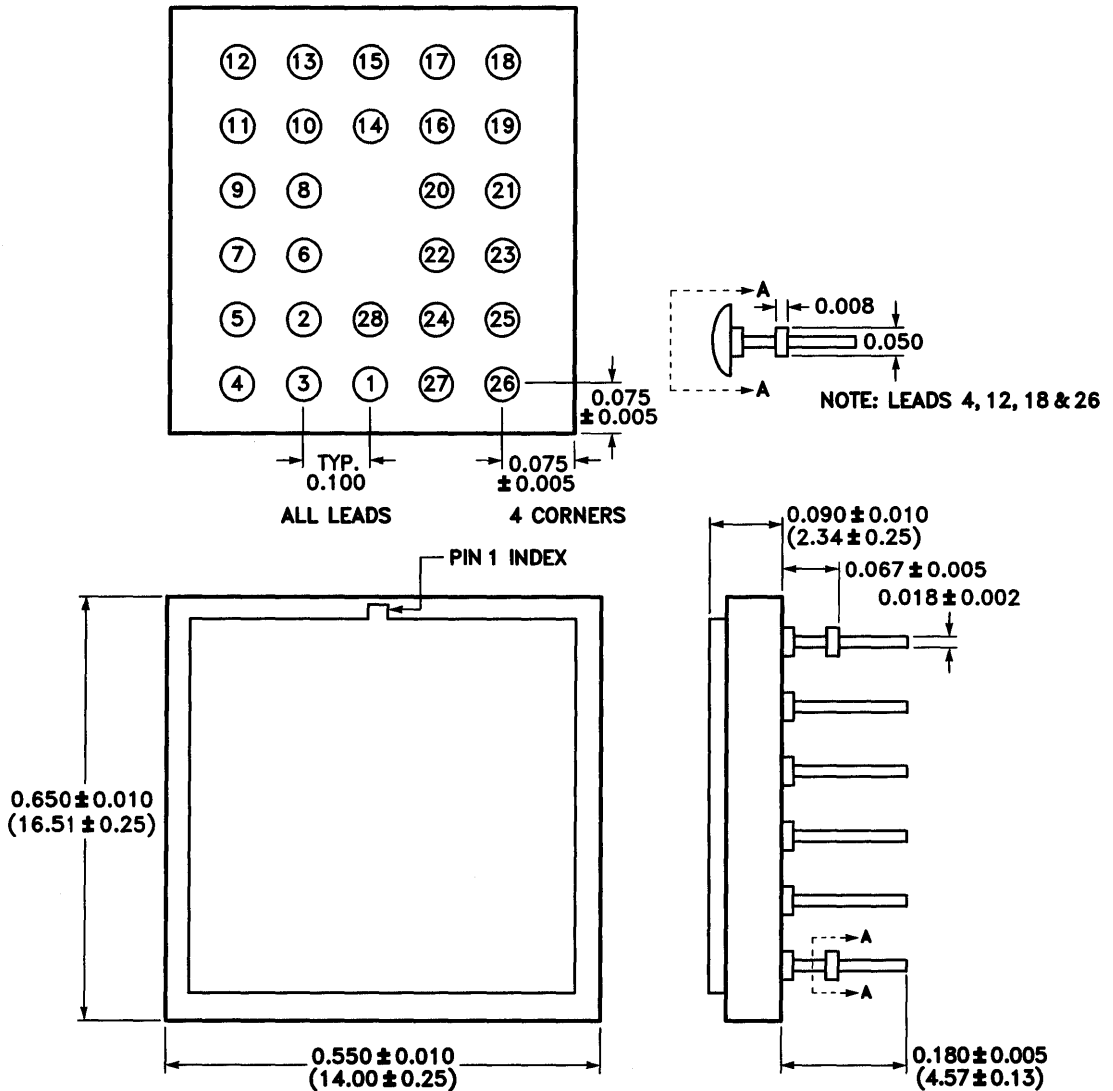 12 13 15 17 18
11 10 14 16 19
9 8 20 21
7 6 22 23
5 2 28 24 25
4 3 1 27 26
0.075
±0.005
TYP.
0.100
0.075
±0.005
ALL LEADS
4 CORNERS
A
0.008
0.050
A
NOTE: LEADS 4, 12, 18 & 26
PIN 1 INDEX
0.090±0.010
(2.34±0.25)
0.067±0.005
0.018±0.002
0.650±0.010
(16.51±0.25)
A
A
0.550±0.010
(14.00±0.25)
0.180±0.005
(4.57±0.13)